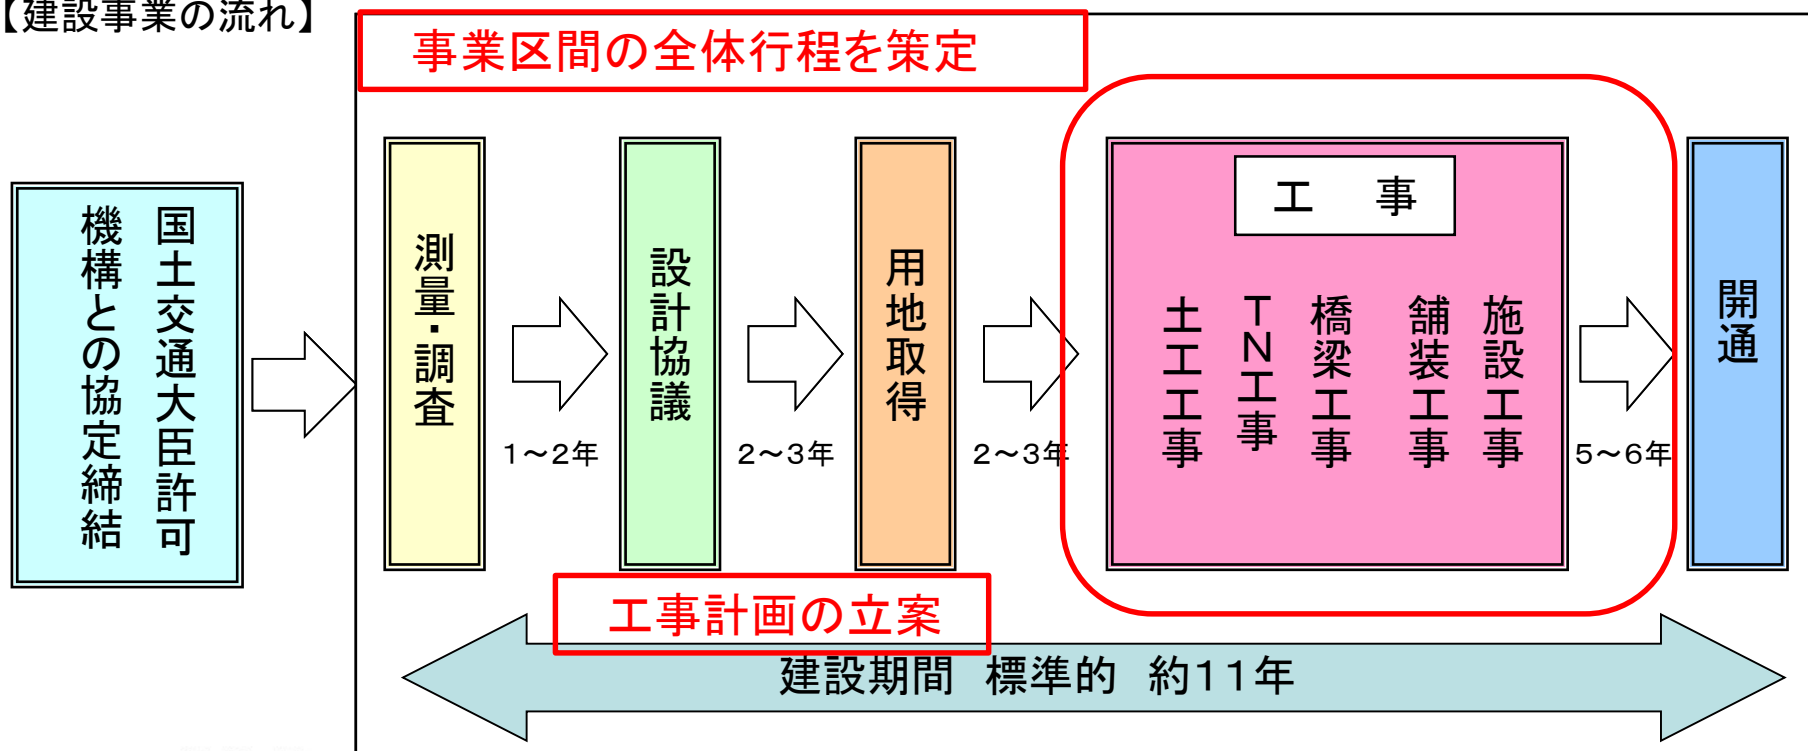 【建設事業の流れ】
事業区間の全体行程を策定
国土交通大臣許可
機構との協定締結
測量・調査
1～2年
設計協議
2～3年
用地取得
2～3年
工　事
土工工事
TN工事
橋梁工事
舗装工事
施設工事
5～6年
開通
工事計画の立案
建設期間　標準的　約11年